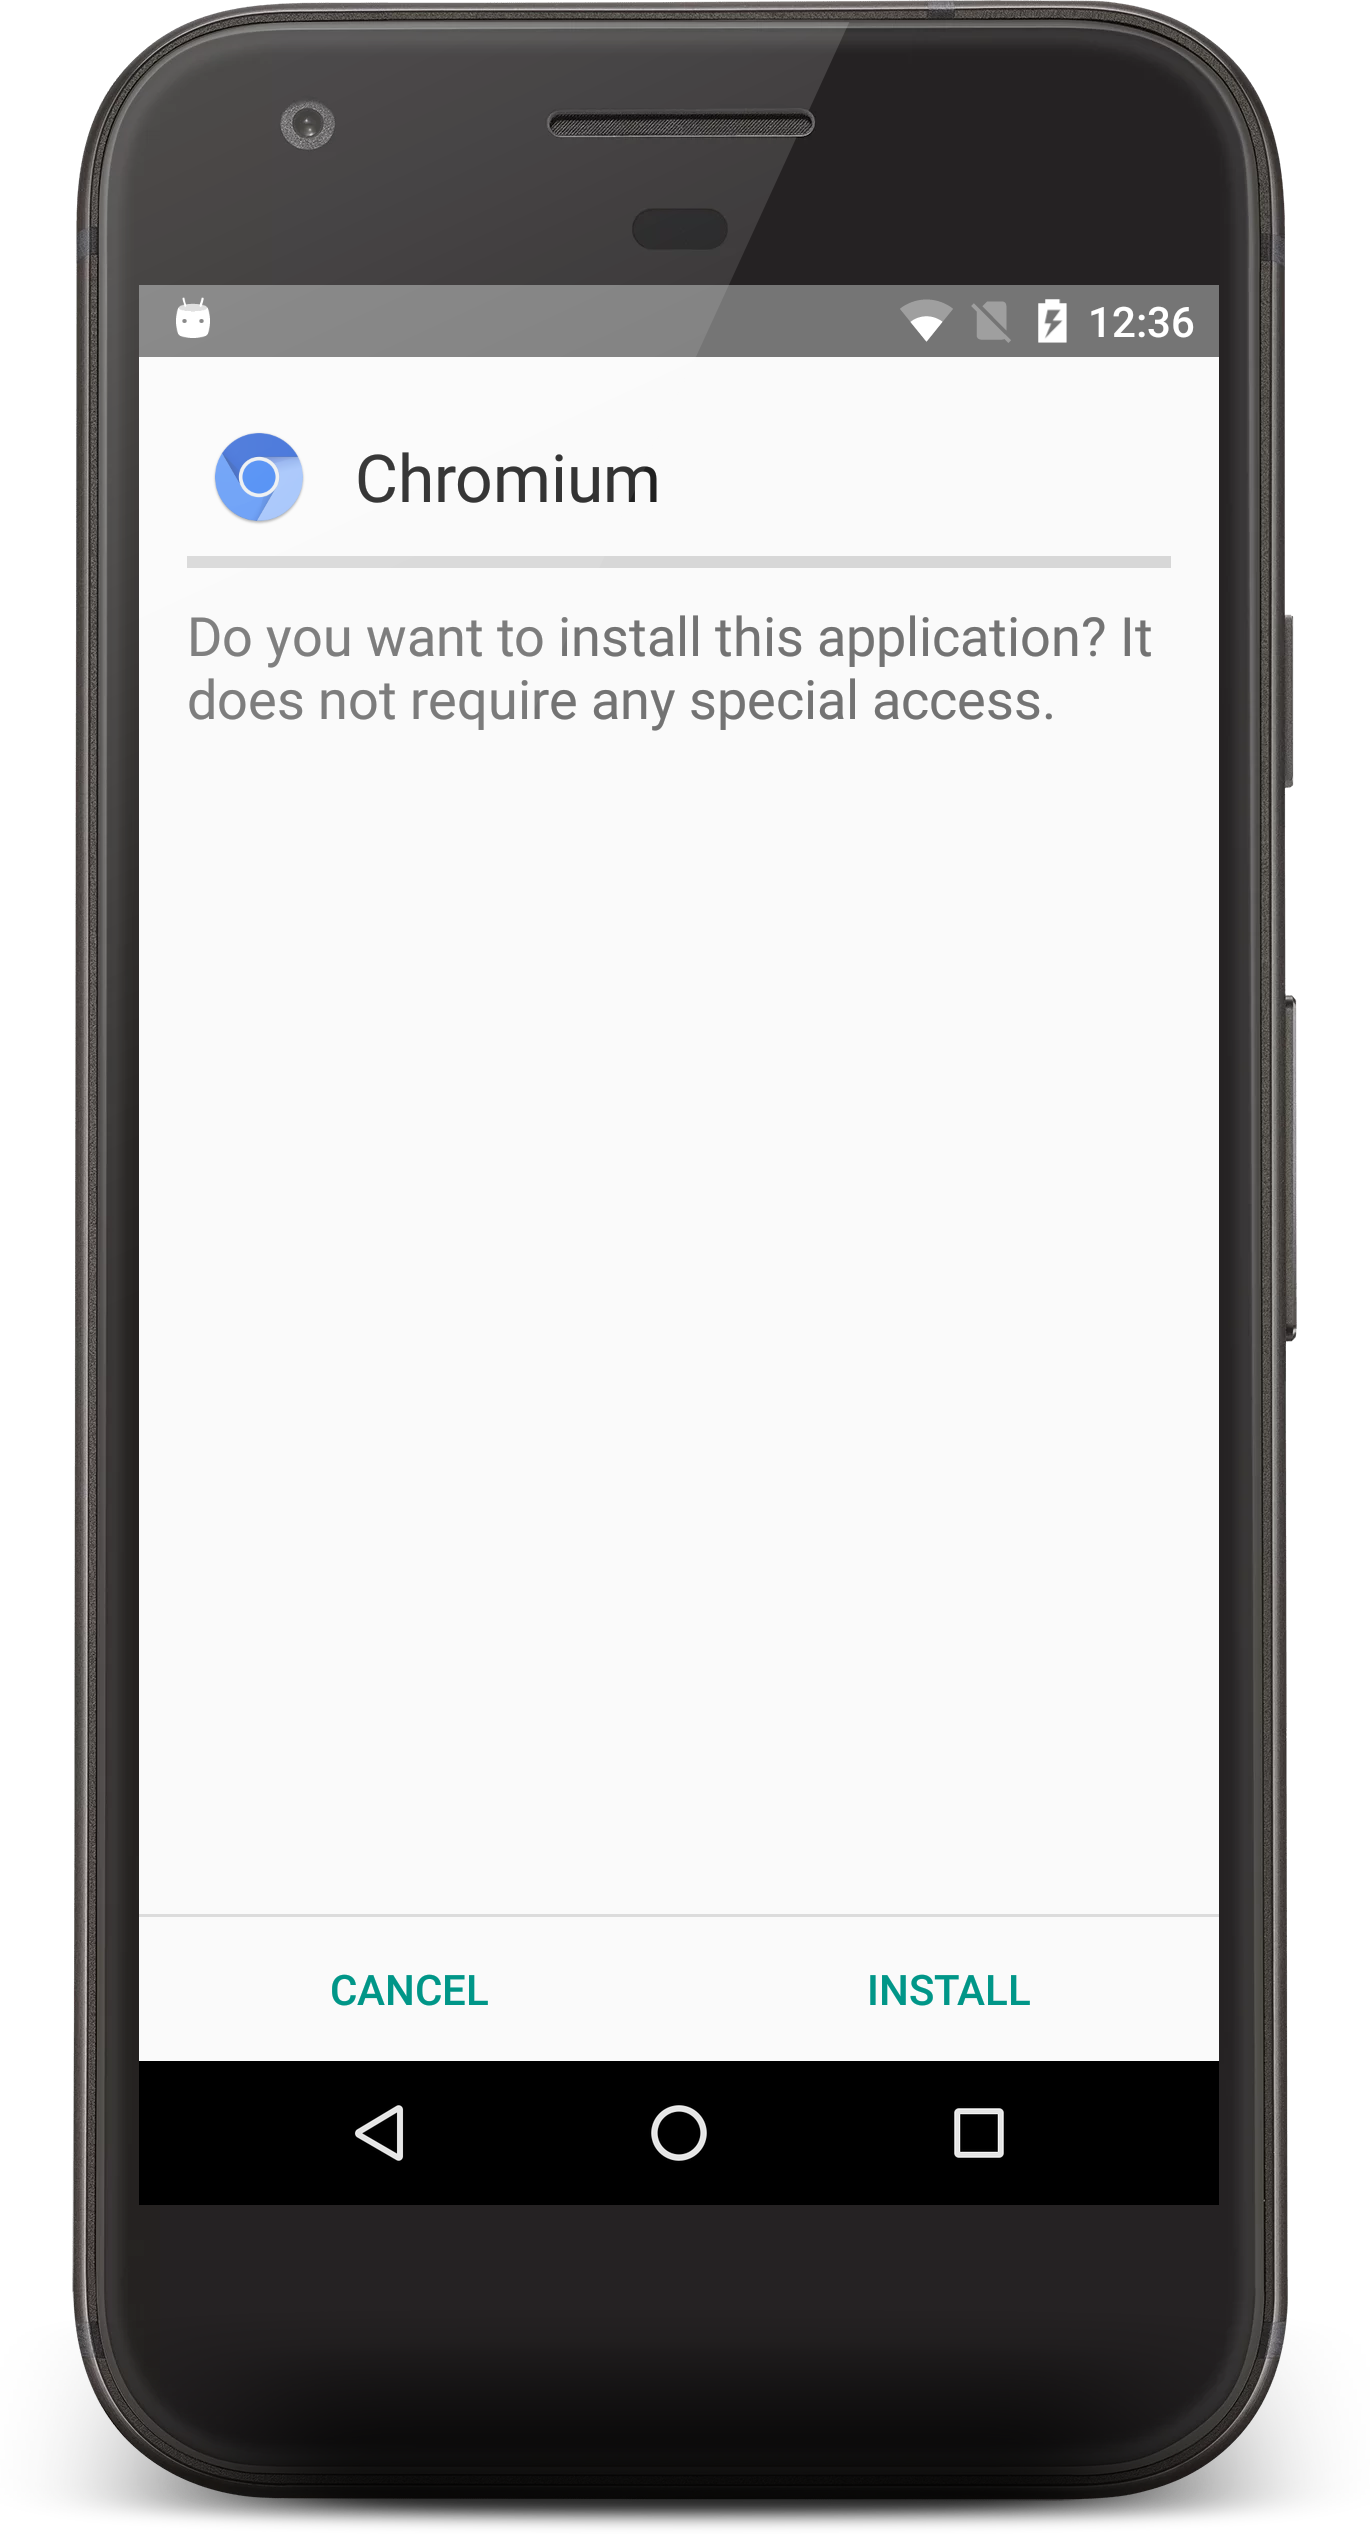 12:36
Chromium
Do you want to install this application? It
does not require any special access.
CANCEL INSTALL